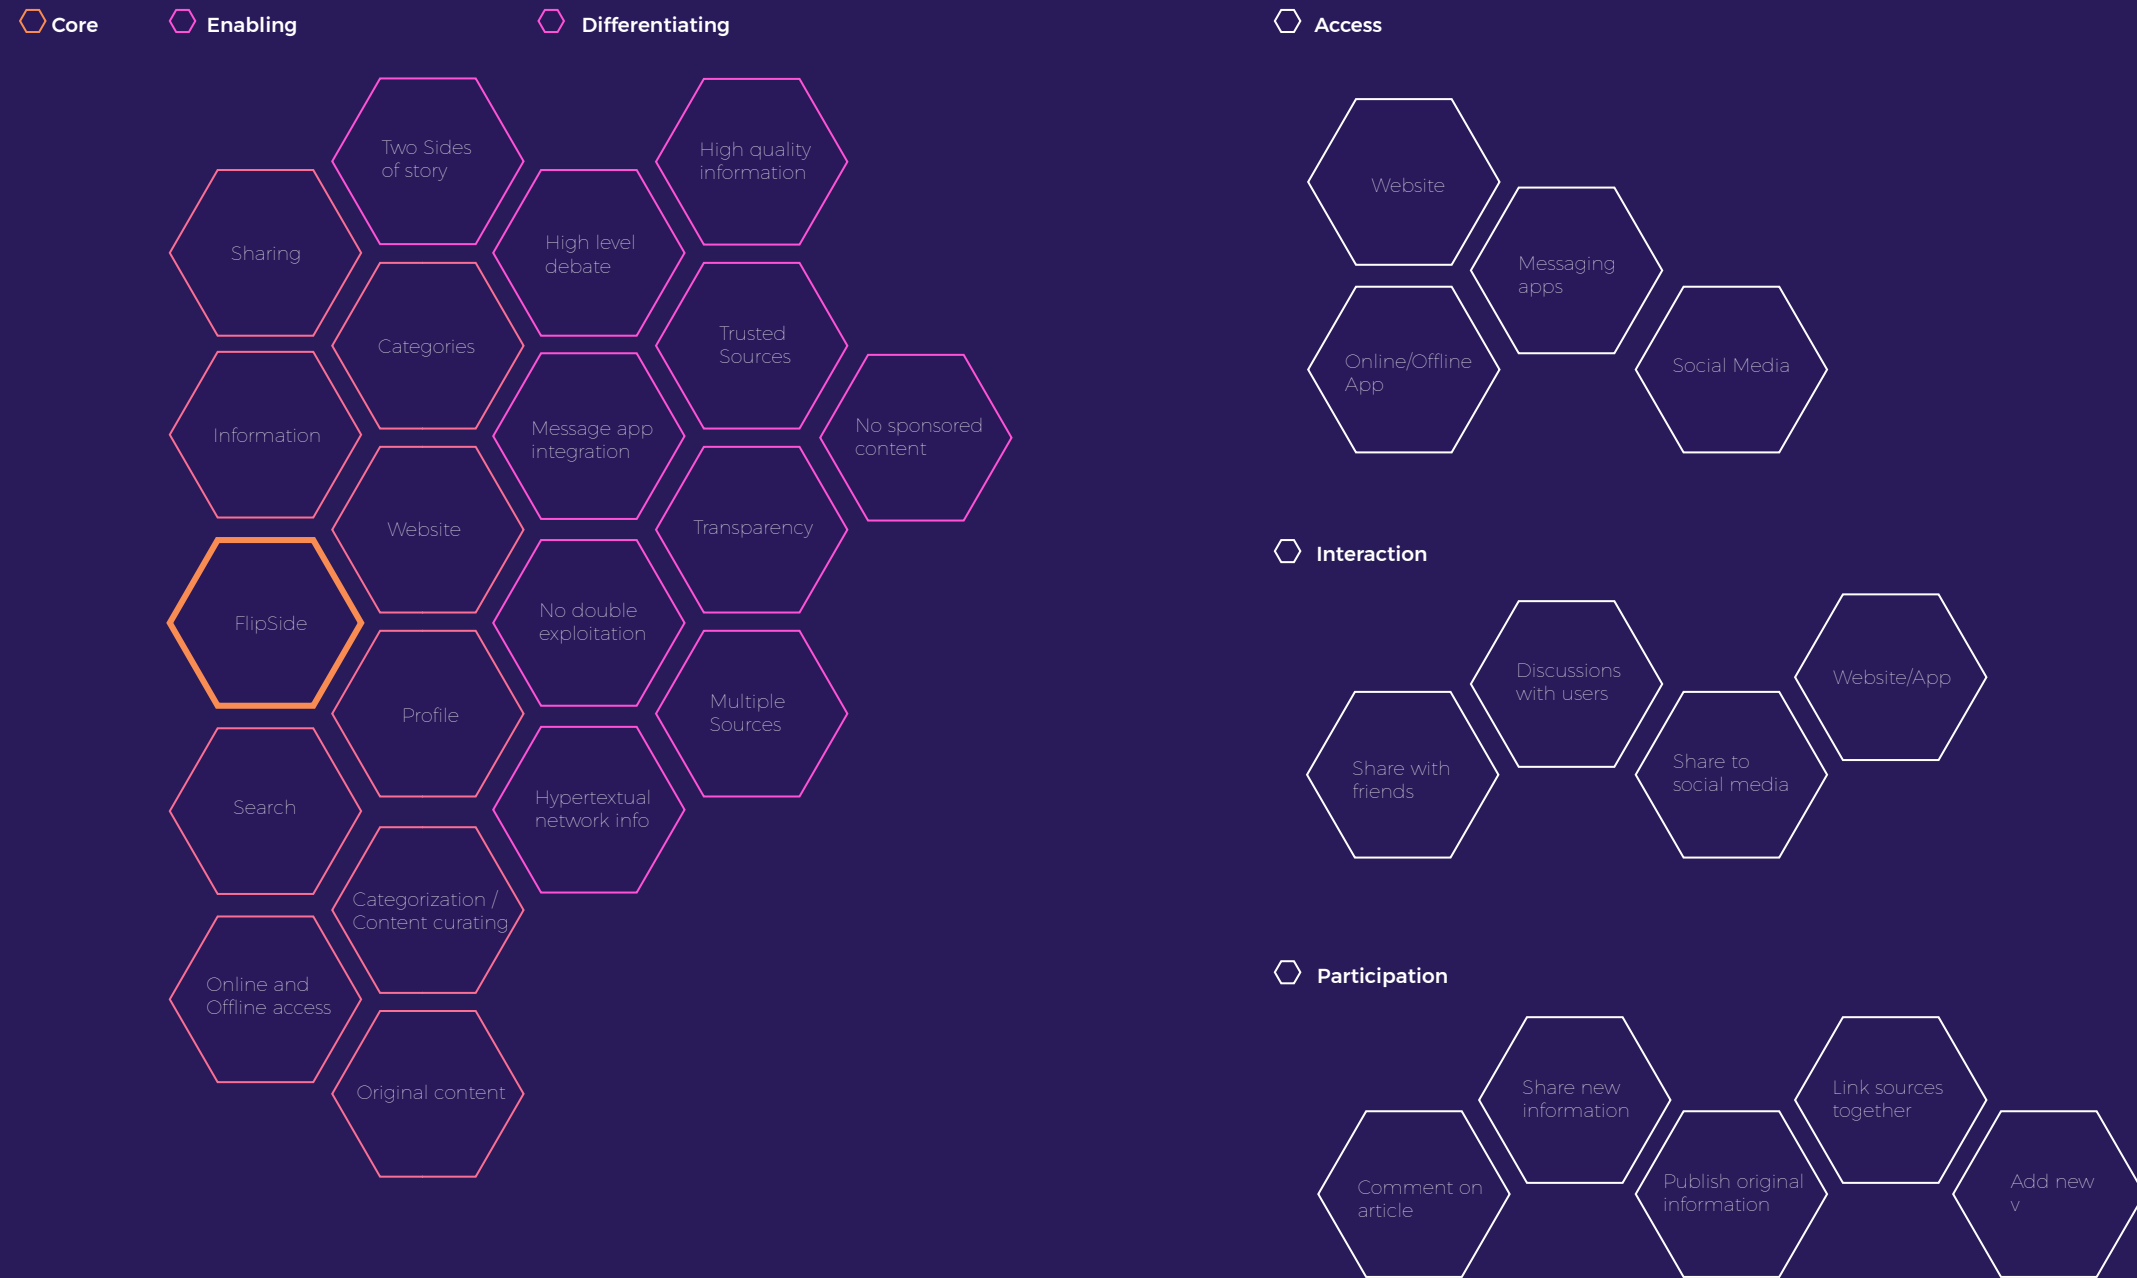 Core
Enabling
Differentiating
Two Sides
of story
High quality
information
Sharing
High level
debate
Categories
Trusted
Sources
Information
Message app
integration
No sponsored
content
Website
Transparency
FlipSide
No double
exploitation
Profile
Multiple
Sources
Search
Hypertextual
network info
Categorization /
Content curating
Online and
Offline access
Original content
Access
Website
Messaging
apps
Online/Offline
App
Social Media
Interaction
Discussions
with users
Website/App
Share with
friends
Share to
social media
Participation
Share new
information
Link sources
together
Comment on
article
Publish original
information
Add new
v